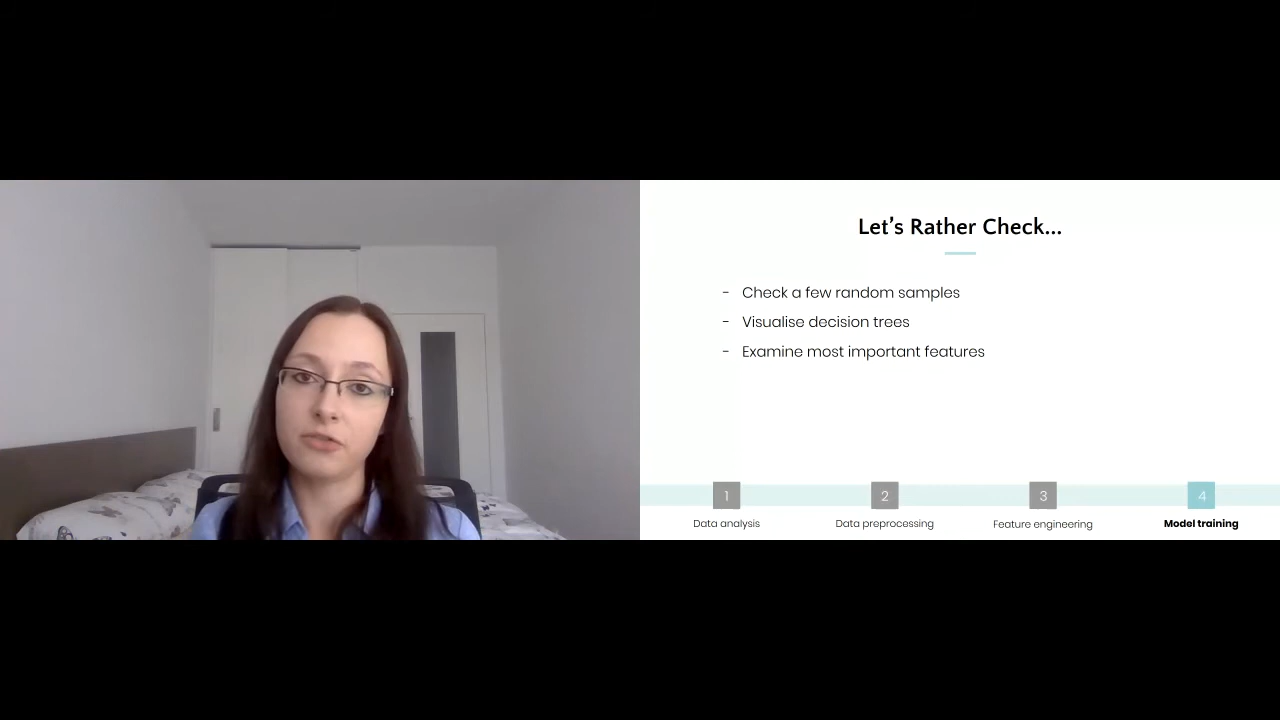 Let's Rather Check...
- Check a few random samples
- Visualise decision trees
- Examine most important features
1
2
3
4
Data analysis
Data preprocessing
Feature engineering
Model training